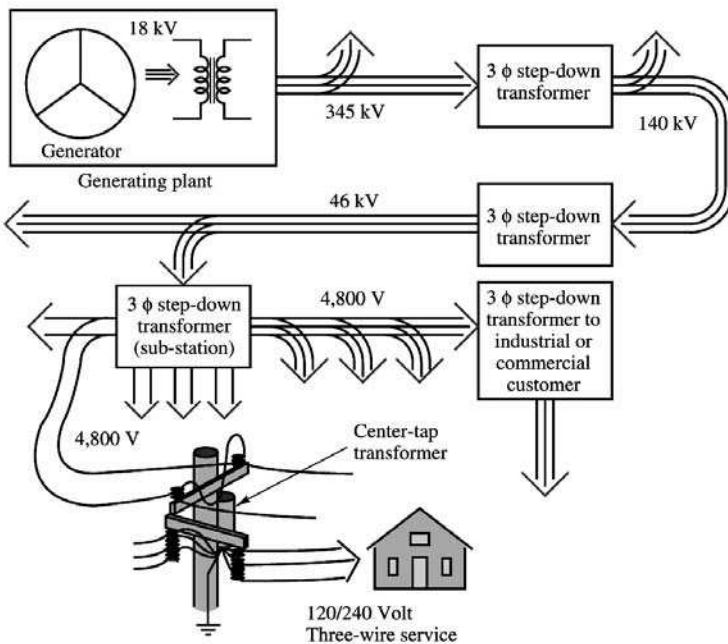 18 kV
Generator
Generating plant
345 kV
3 ϕ step-down
transformer
140 kV
46 kV
3 ϕ step-down
transformer
3 ϕ step-down
transformer
(sub-station)
4,800 V
3 ϕ step-down
transformer to
industrial or
commercial
customer
4,800 V
Center-tap
transformer
120/240 Volt
Three-wire service